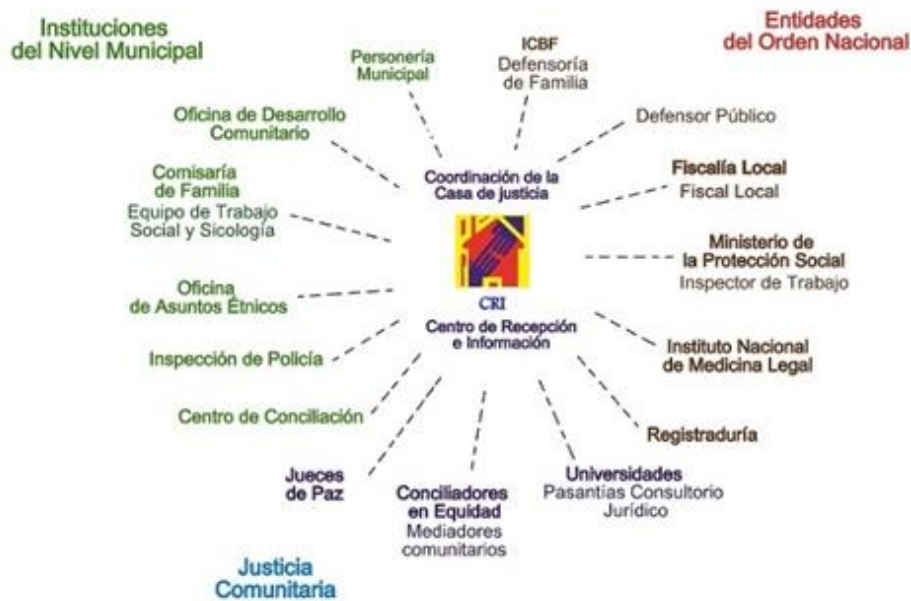 Instituciones
del Nivel Municipal
Entidades
del Orden Nacional
Personería
Municipal
ICBF
Defensoría
de Familia
Oficina de Desarrollo
Comunitario
Defensor Público
Comisaría
de Familia
Equipo de Trabajo
Social y Sicología
Coordinación de la
Casa de justicia
Fiscalía Local
Fiscal Local
Ministerio de
la Protección Social
Inspector de Trabajo
Oficina
de Asuntos Étnicos
CRI
Centro de Recepción
e Información
Inspección de Policía
Instituto Nacional
de Medicina Legal
Centro de Conciliación
Registraduría
Jueces
de Paz
Conciliadores
en Equidad
Mediadores
comunitarios
Universidades
Pasantías Consultorio
Jurídico
Justicia
Comunitaria